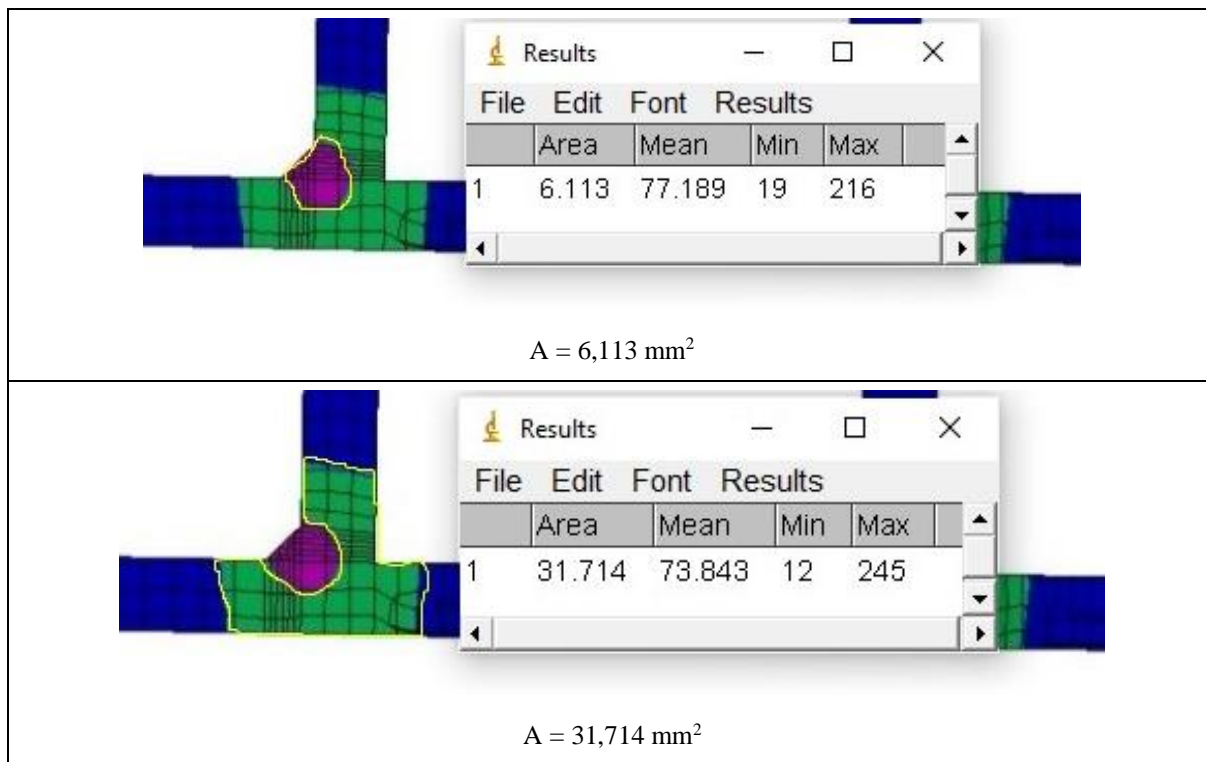 Results
File Edit Font Results
Area Mean Min Max
1 6.113 77.189 19 216
A = 6,113 mm²
Results
File Edit Font Results
Area Mean Min Max
1 31.714 73.843 12 245
A = 31,714 mm²